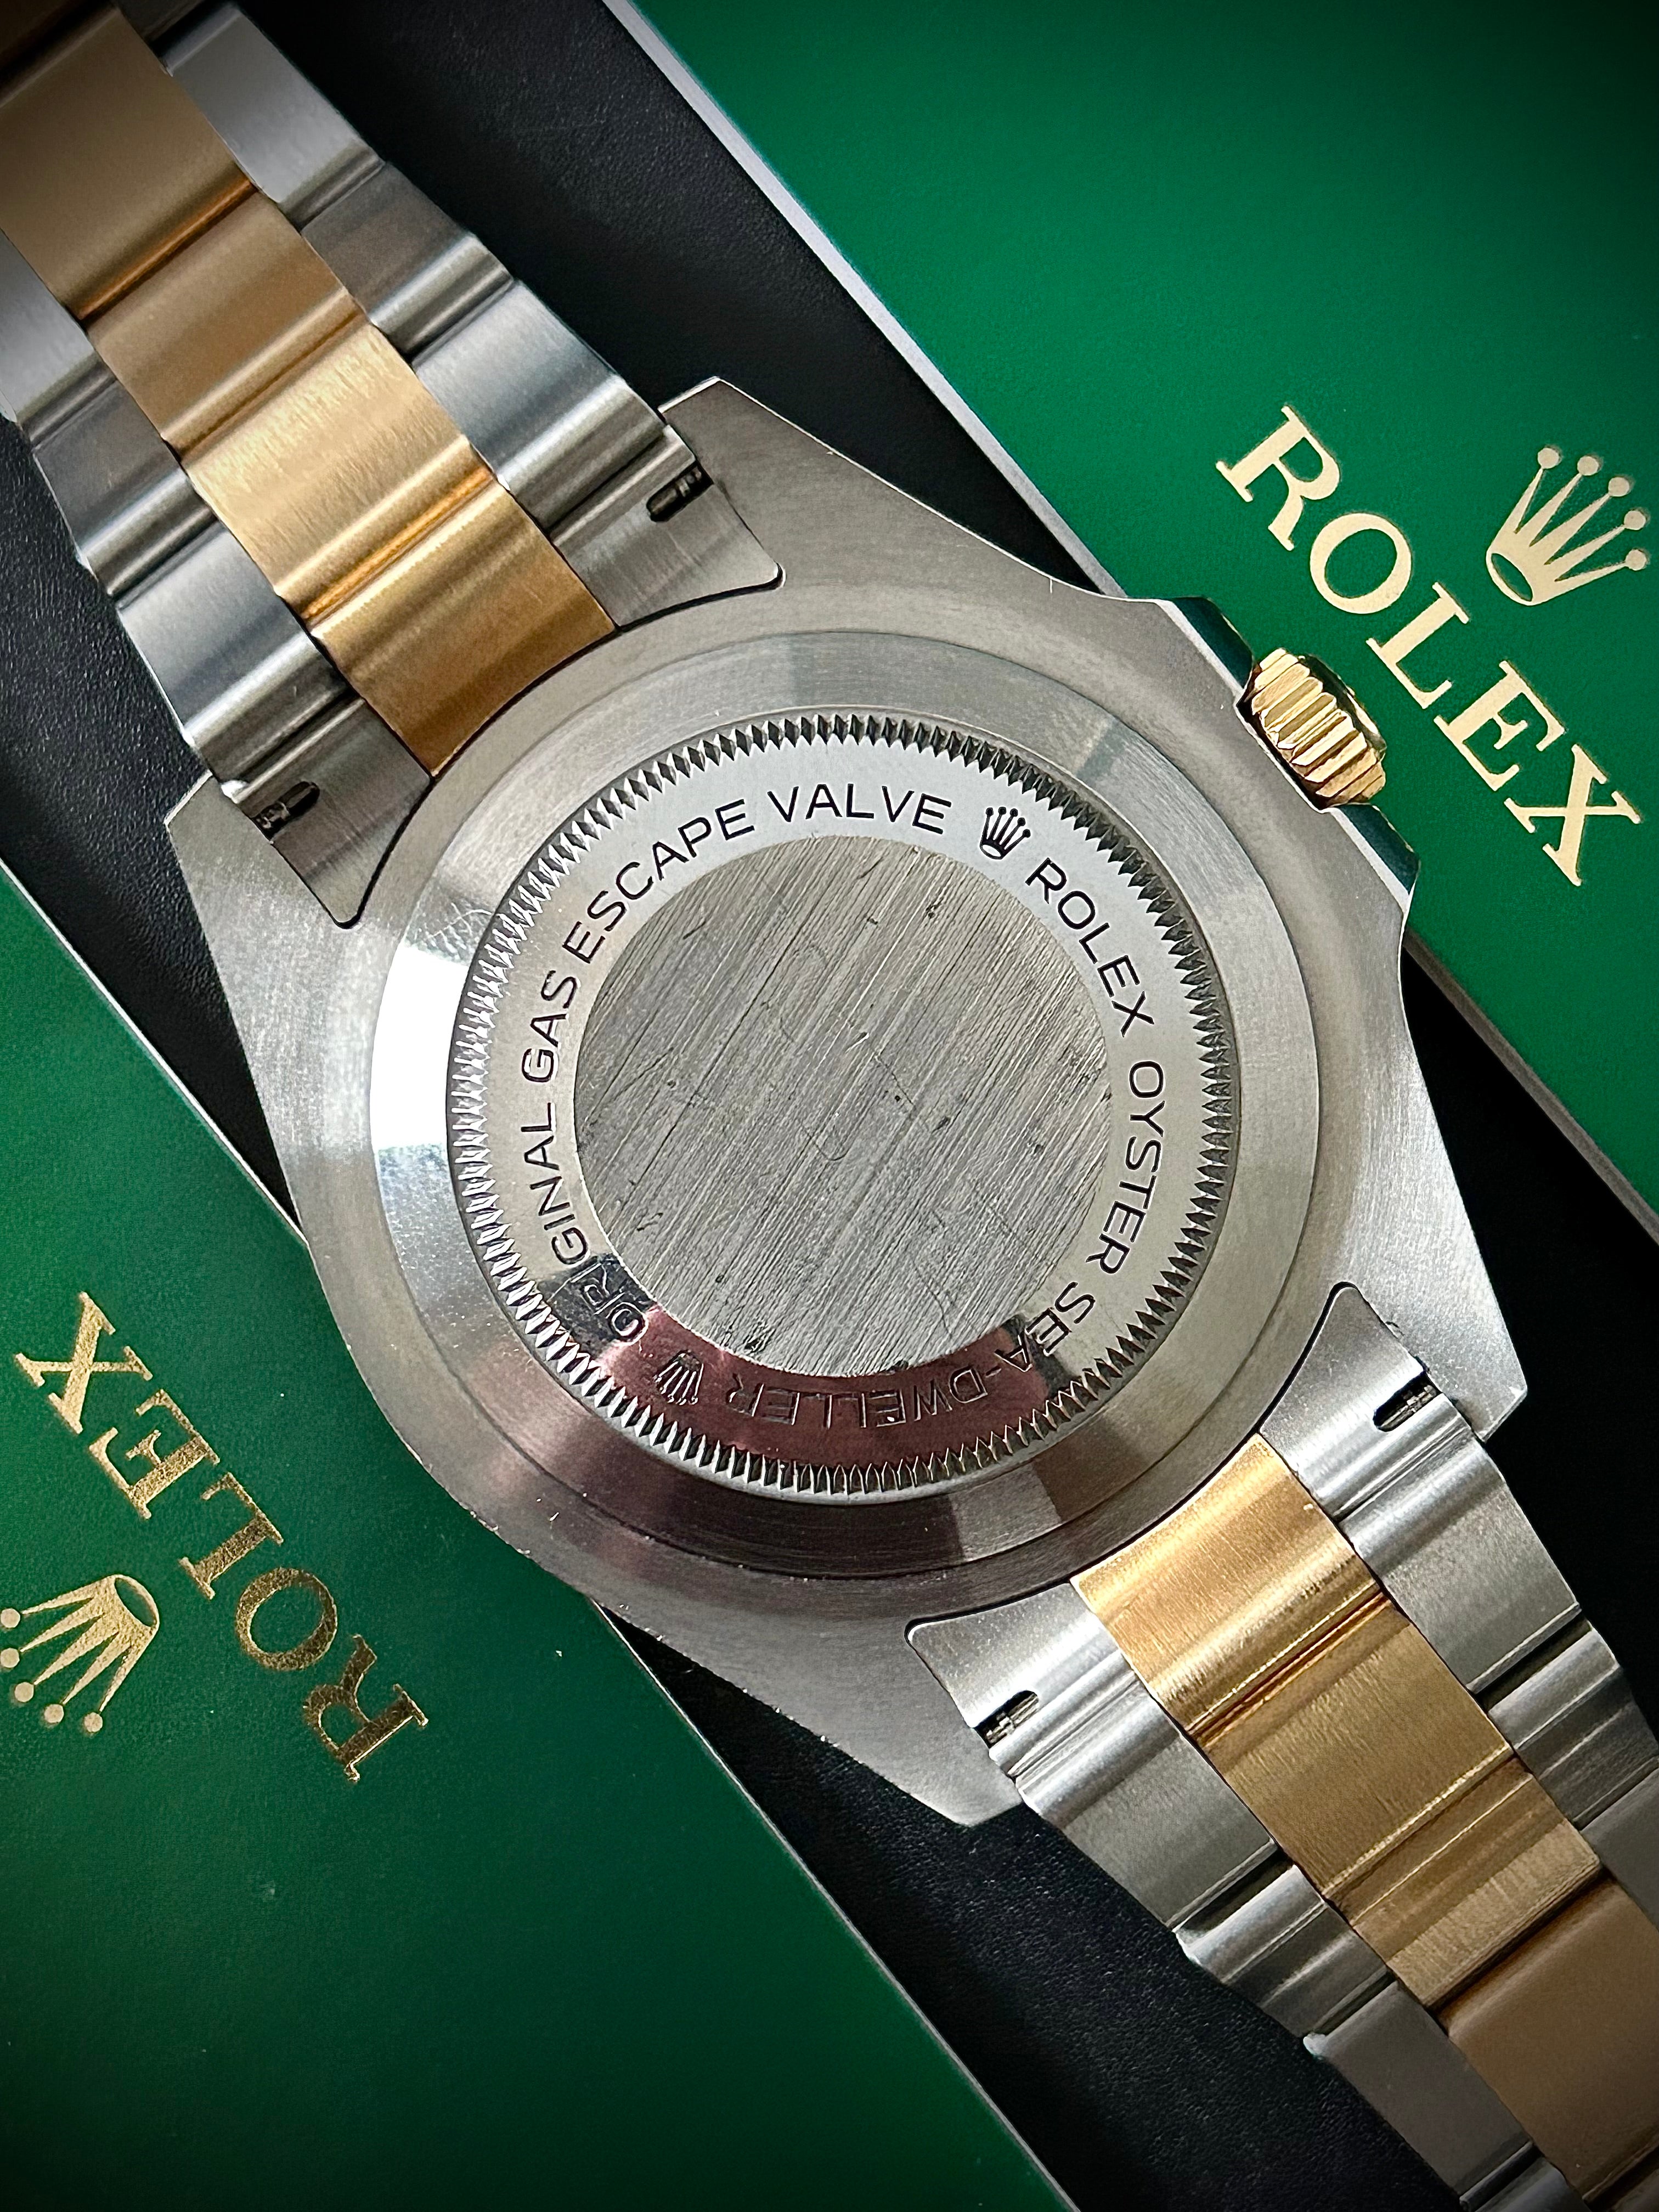 ROLEX
ORIGINAL GAS ESCAPE VALVE
ROLEX OYSTER SEA-DWELLER
ROLEX